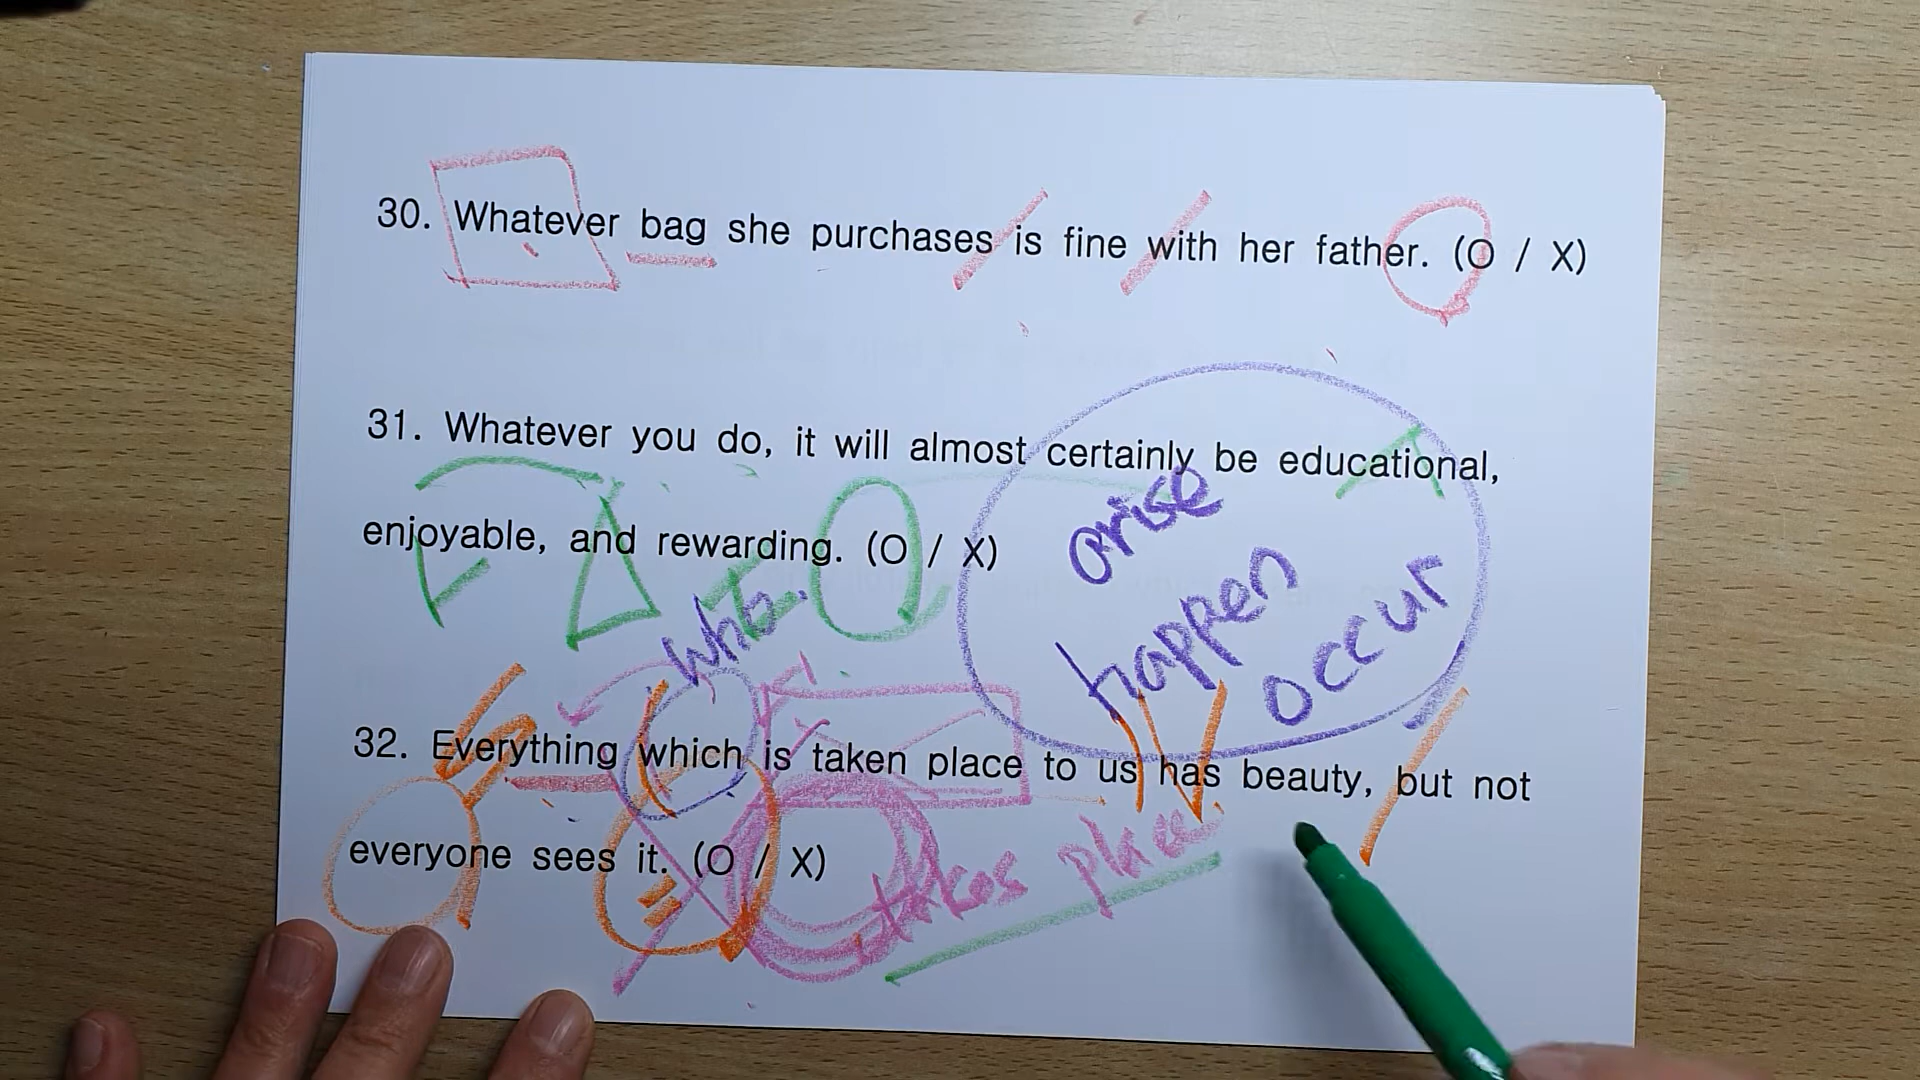 30. Whatever bag she purchases is fine with her father. (O / X)
31. Whatever you do, it will almost certainly be educational,
enjoyable, and rewarding. (O / X)
arise
happen
occur
who.
32. Everything which is taken place to us has beauty, but not
everyone sees it. (O / X)
takes place